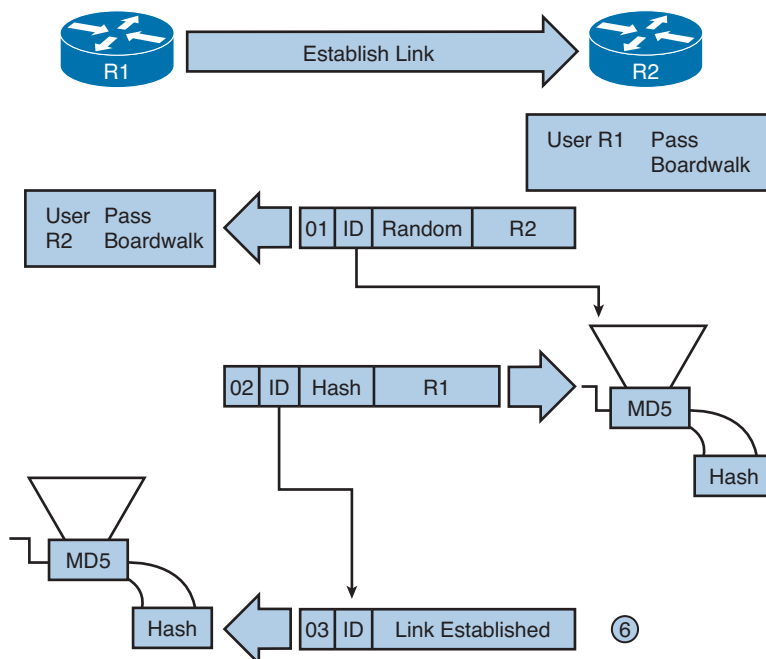 Establish Link
R1
R2
User R1 Pass
Boardwalk
User Pass
R2 Boardwalk
01 ID Random R2
02 ID Hash R1
MD5
Hash
MD5
Hash
03 ID Link Established
6